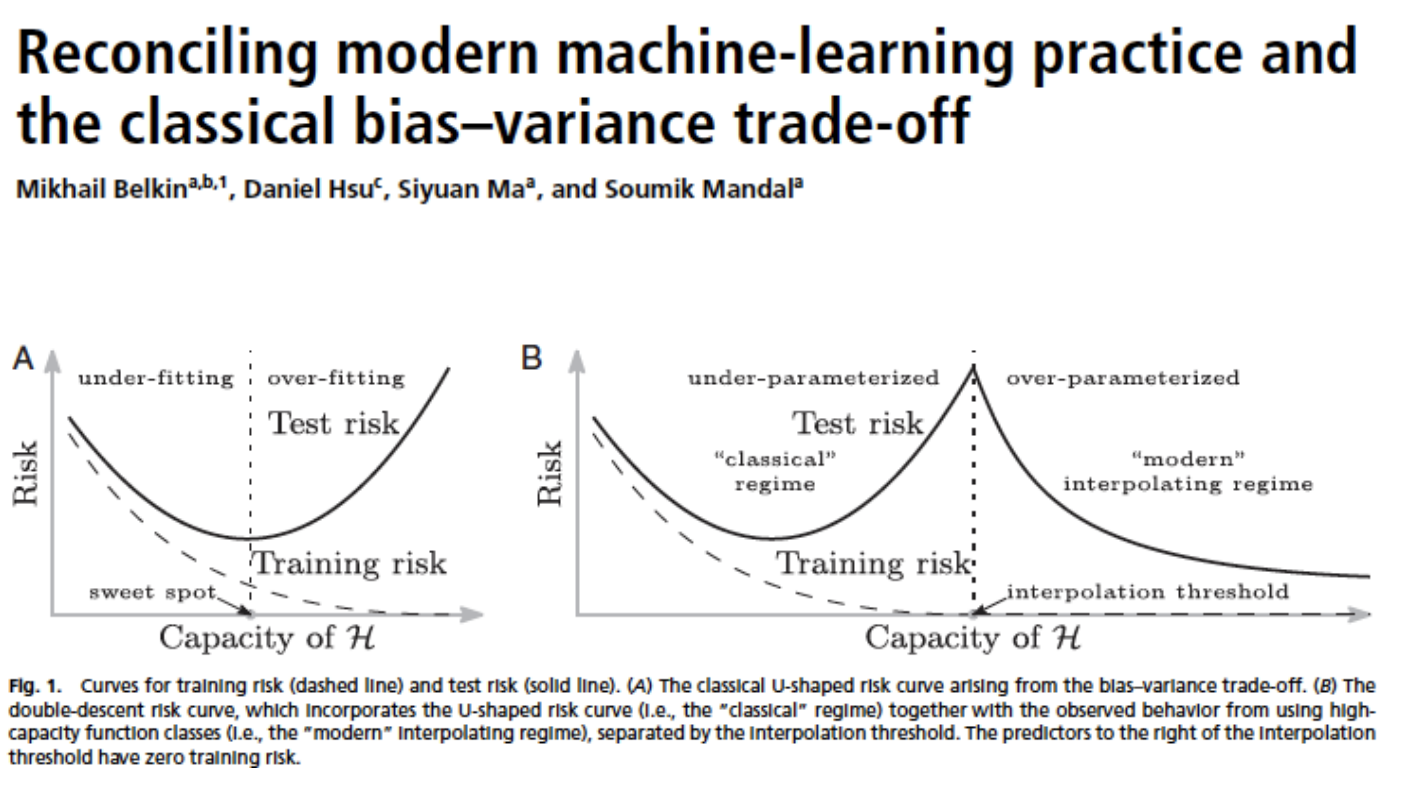 Reconciling modern machine-learning practice and
the classical bias–variance trade-off
Mikhail Belkina,b,1, Daniel Hsuc, Siyuan Maa, and Soumik Mandala
A
under-fitting
over-fitting
Test risk
Risk
Training risk
sweet spot
Capacity of ℋ
B
under-parameterized
over-parameterized
Test risk
Risk
“classical”
regime
“modern”
interpolating regime
Training risk
interpolation threshold
Capacity of ℋ
Fig. 1. Curves for training risk (dashed line) and test risk (solid line). (A) The classical U-shaped risk curve arising from the bias–variance trade-off. (B) The
double-descent risk curve, which incorporates the U-shaped risk curve (i.e., the “classical” regime) together with the observed behavior from using high-
capacity function classes (i.e., the “modern” interpolating regime), separated by the interpolation threshold. The predictors to the right of the interpolation
threshold have zero training risk.